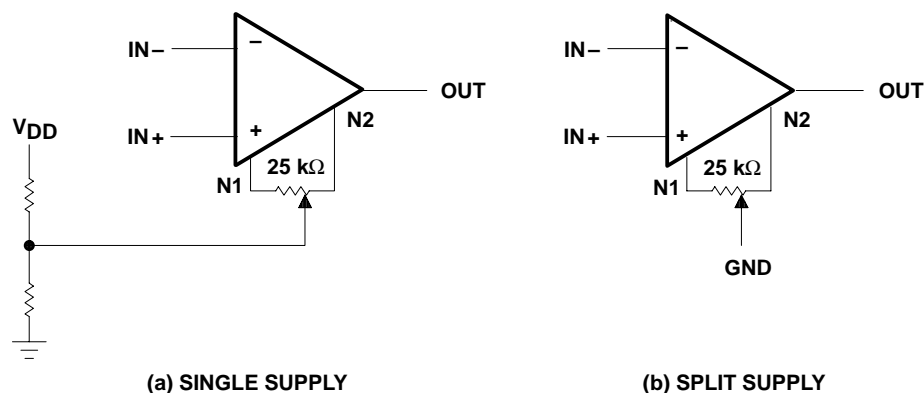 IN−
−
OUT
IN+
+
N2
25 kΩ
N1
VDD
(a) SINGLE SUPPLY
IN−
−
OUT
IN+
+
N2
25 kΩ
N1
GND
(b) SPLIT SUPPLY